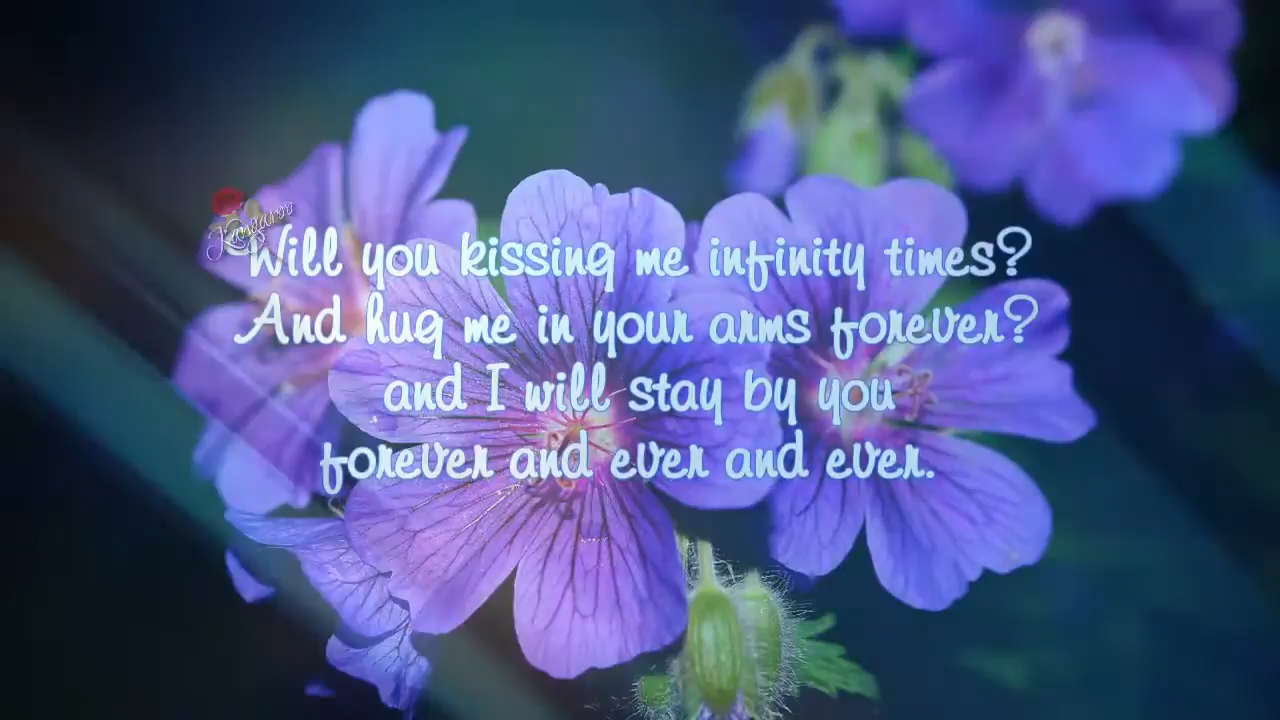 Kangaroo
Will you kissing me infinity times?
And hug me in your arms forever?
and I will stay by you
forever and ever and ever.